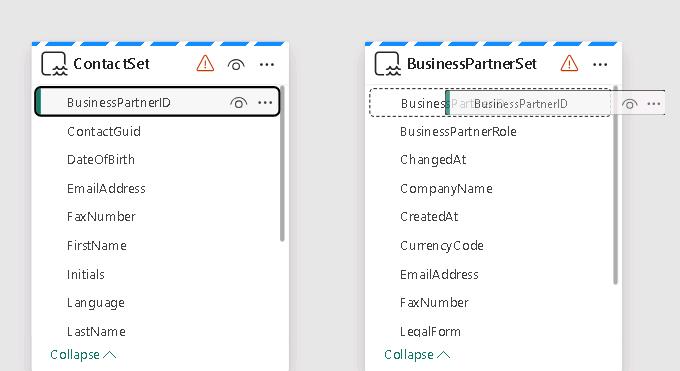 ContactSet
BusinessPartnerID
ContactGuid
DateOfBirth
EmailAddress
FaxNumber
FirstName
Initials
Language
LastName
Collapse
BusinessPartnerSet
BusinessPartnerID
BusinessPartnerRole
ChangedAt
CompanyName
CreatedAt
CurrencyCode
EmailAddress
FaxNumber
LegalForm
Collapse